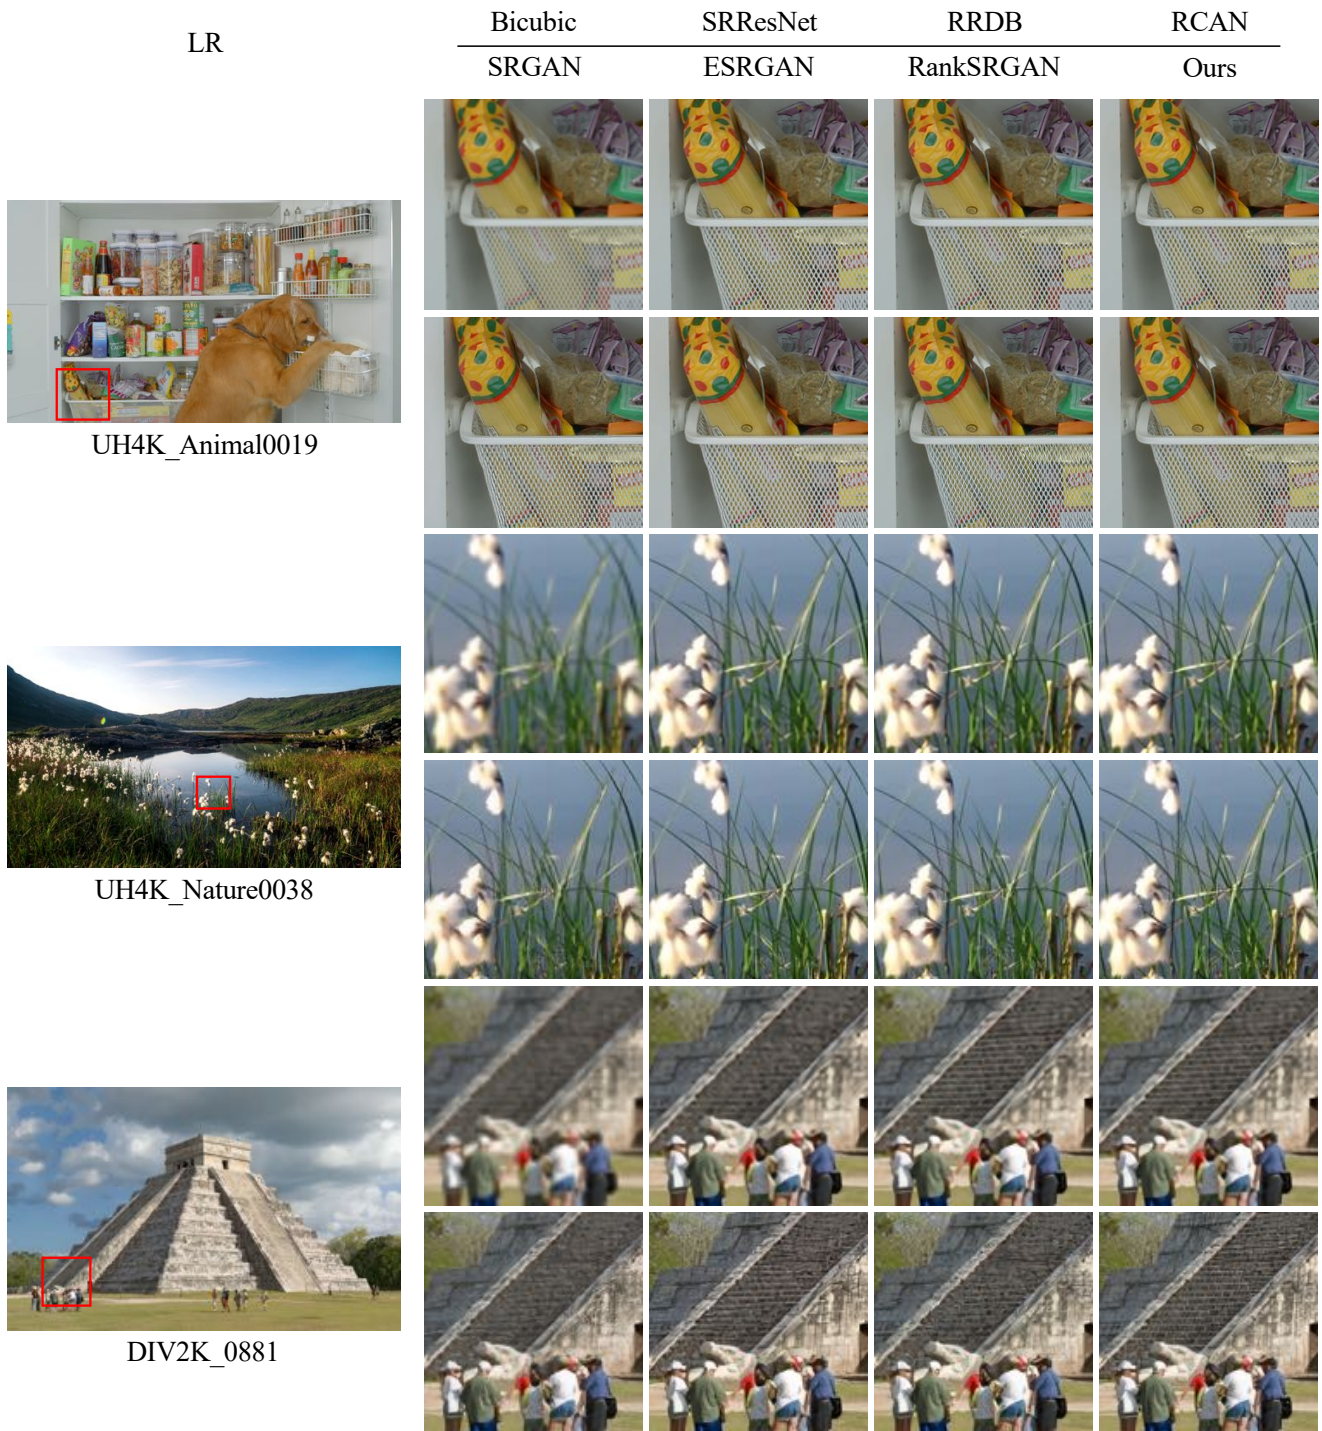 LR
Bicubic SRResNet RRDB RCAN
SRGAN ESRGAN RankSRGAN Ours
UH4K_Animal0019
UH4K_Nature0038
DIV2K_0881